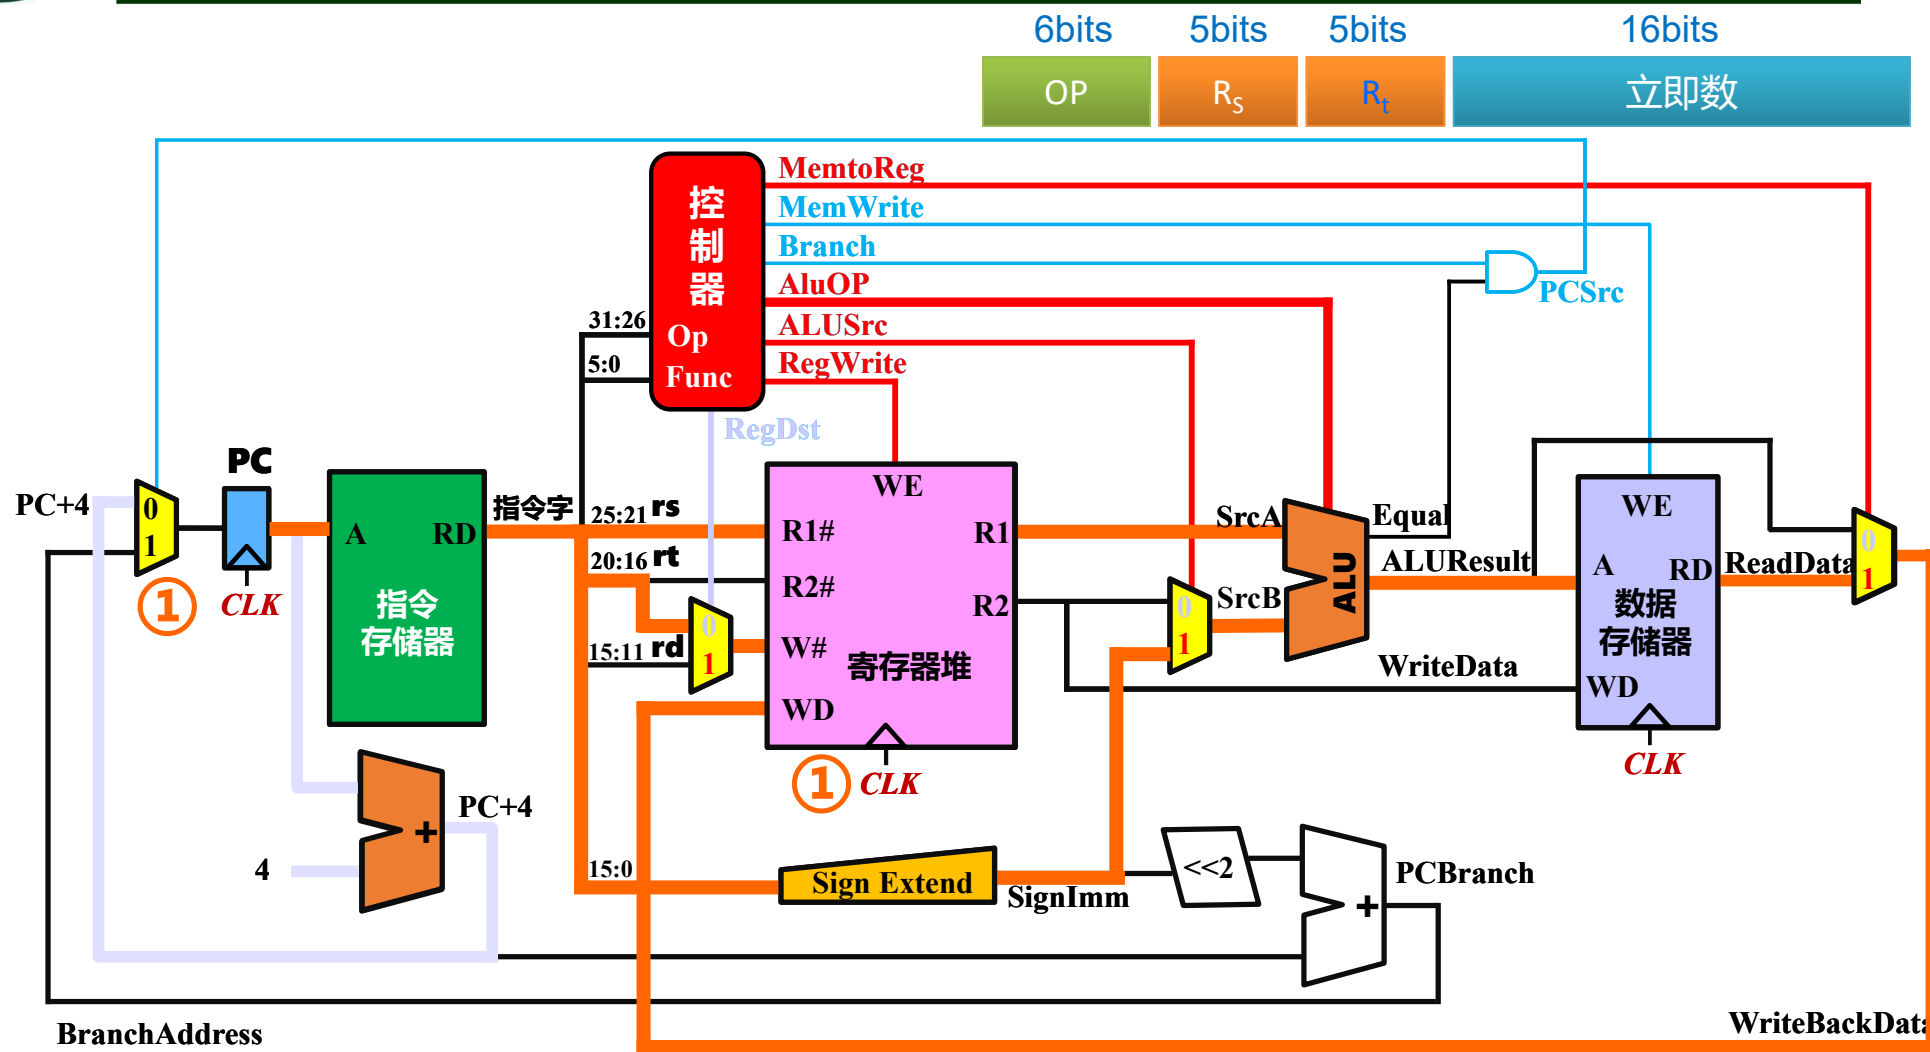 6bits 5bits 5bits 16bits
OP RS Rt 立即数
MemtoReg
MemWrite
Branch
AluOP
ALUSrc
RegWrite
控制器
Op
Func
31:26
5:0
PCSrc
RegDst
PC
PC+4
0
1
①
CLK
A RD
指令
存储器
指令字
25:21 rs
20:16 rt
15:11 rd
15:0
0
1
WE
R1# R1
R2# R2
W#
WD
寄存器堆
①
CLK
SrcA
SrcB
0
1
ALU
Equal
ALUResult
WriteData
WE
A RD
数据
存储器
WD
CLK
ReadData
0
1
4
+
PC+4
Sign Extend
SignImm
<<2
+
PCBranch
BranchAddress
WriteBackData